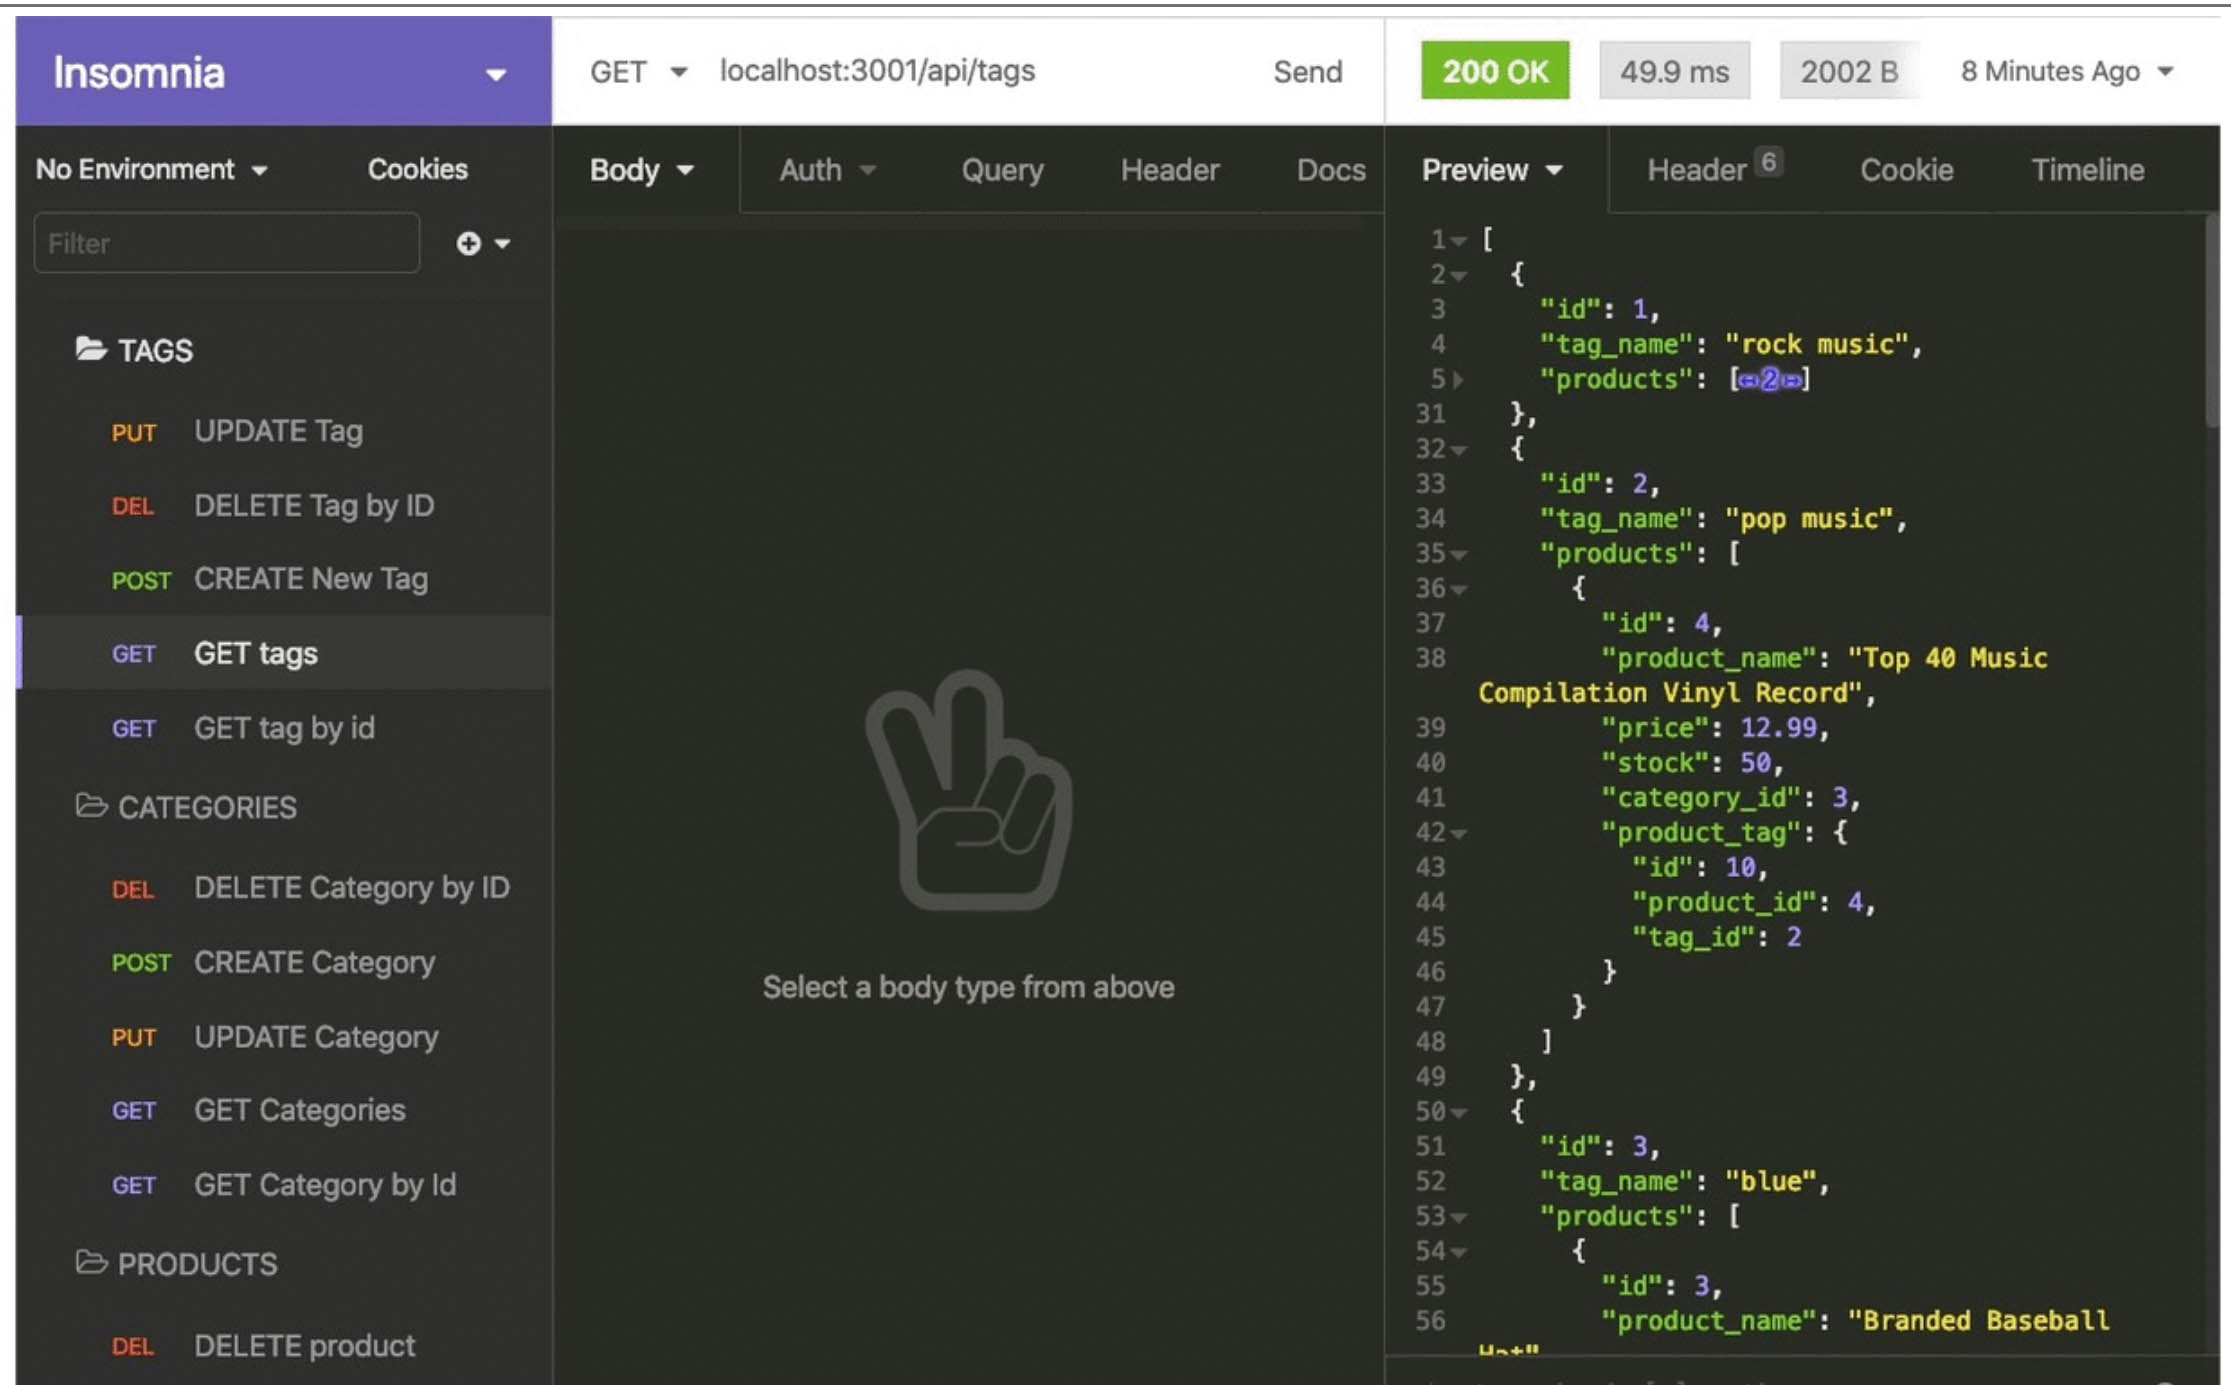 Insomnia
GET localhost:3001/api/tags Send
200 OK 49.9 ms 2002 B 8 Minutes Ago
No Environment Cookies
Filter
TAGS
PUT UPDATE Tag
DEL DELETE Tag by ID
POST CREATE New Tag
GET GET tags
GET GET tag by id
CATEGORIES
DEL DELETE Category by ID
POST CREATE Category
PUT UPDATE Category
GET GET Categories
GET GET Category by Id
PRODUCTS
DEL DELETE product
Body Auth Query Header Docs
Select a body type from above
Preview Header 6 Cookie Timeline
1 [
2 {
3 "id": 1,
4 "tag_name": "rock music",
5 "products": [↔2↔]
31 },
32 {
33 "id": 2,
34 "tag_name": "pop music",
35 "products": [
36 {
37 "id": 4,
38 "product_name": "Top 40 Music
Compilation Vinyl Record",
39 "price": 12.99,
40 "stock": 50,
41 "category_id": 3,
42 "product_tag": {
43 "id": 10,
44 "product_id": 4,
45 "tag_id": 2
46 }
47 }
48 ]
49 },
50 {
51 "id": 3,
52 "tag_name": "blue",
53 "products": [
54 {
55 "id": 3,
56 "product_name": "Branded Baseball
Hat"